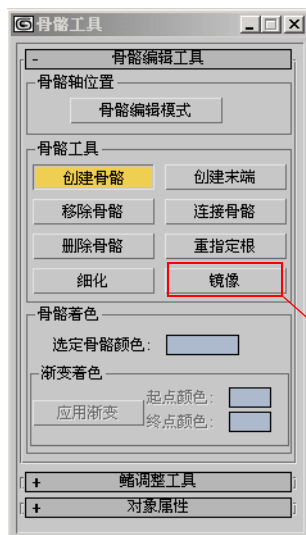 骨骼工具
- 骨骼编辑工具
骨骼轴位置
骨骼编辑模式
骨骼工具
创建骨骼 创建末端
移除骨骼 连接骨骼
删除骨骼 重指定根
细化 镜像
骨骼着色
选定骨骼颜色:
渐变着色
应用渐变 起点颜色:
终点颜色:
+ 鳍调整工具
+ 对象属性